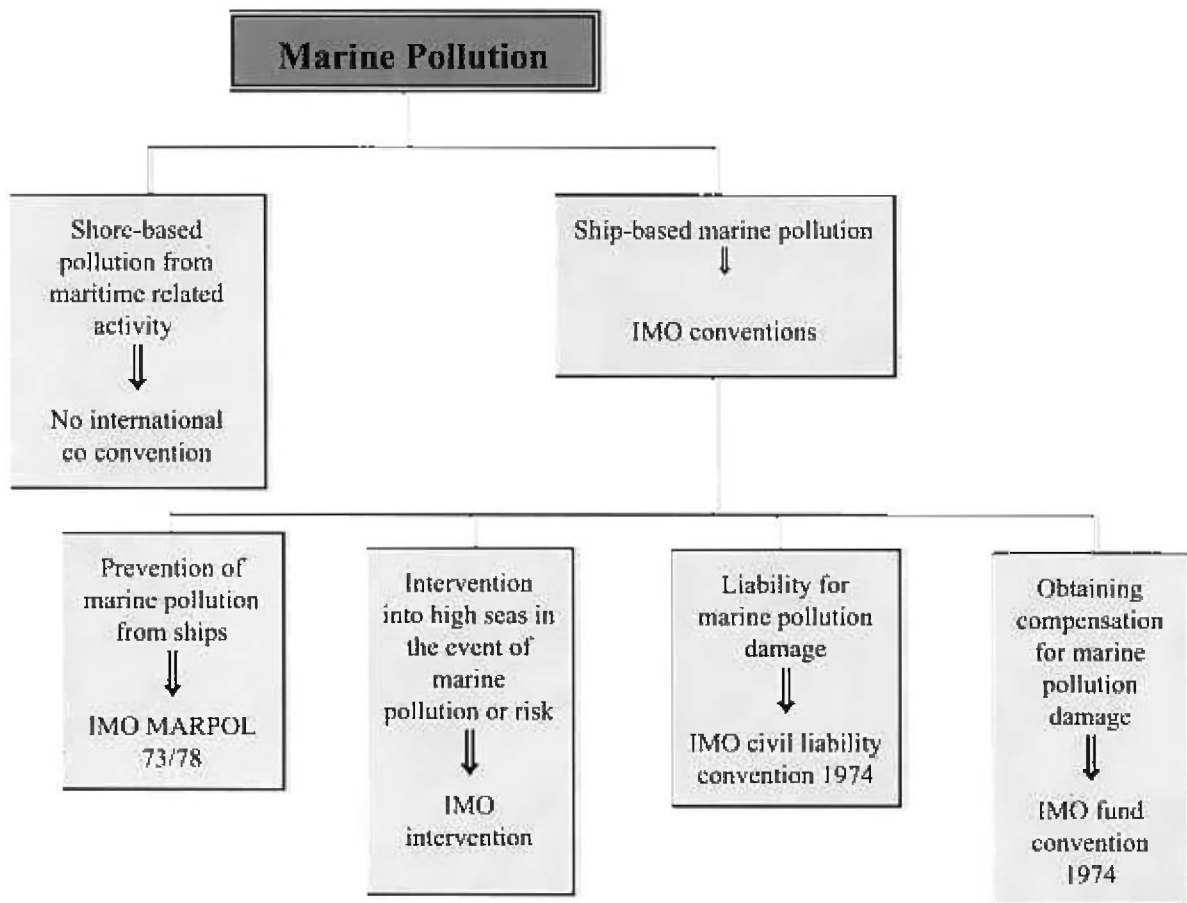 Marine Pollution
Shore-based
pollution from
maritime related
activity
⇓
No international
co convention
Ship-based marine pollution
⇓
IMO conventions
Prevention of
marine pollution
from ships
⇓
IMO MARPOL
73/78
Intervention
into high seas in
the event of
marine
pollution or risk
⇓
IMO
intervention
Liability for
marine pollution
damage
⇓
IMO civil liability
convention 1974
Obtaining
compensation
for marine
pollution
damage
⇓
IMO fund
convention
1974